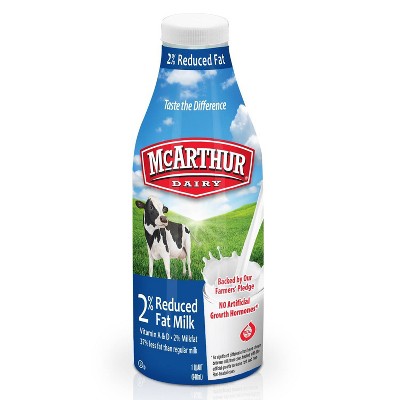 2% Reduced Fat
Taste the Difference
McARTHUR
DAIRY
Backed by Our
Farmers' Pledge
NO Artificial
Growth Hormones*
2% Reduced
Fat Milk
Vitamin A & D • 2% Milkfat
37% less fat than regular milk
1 QUART